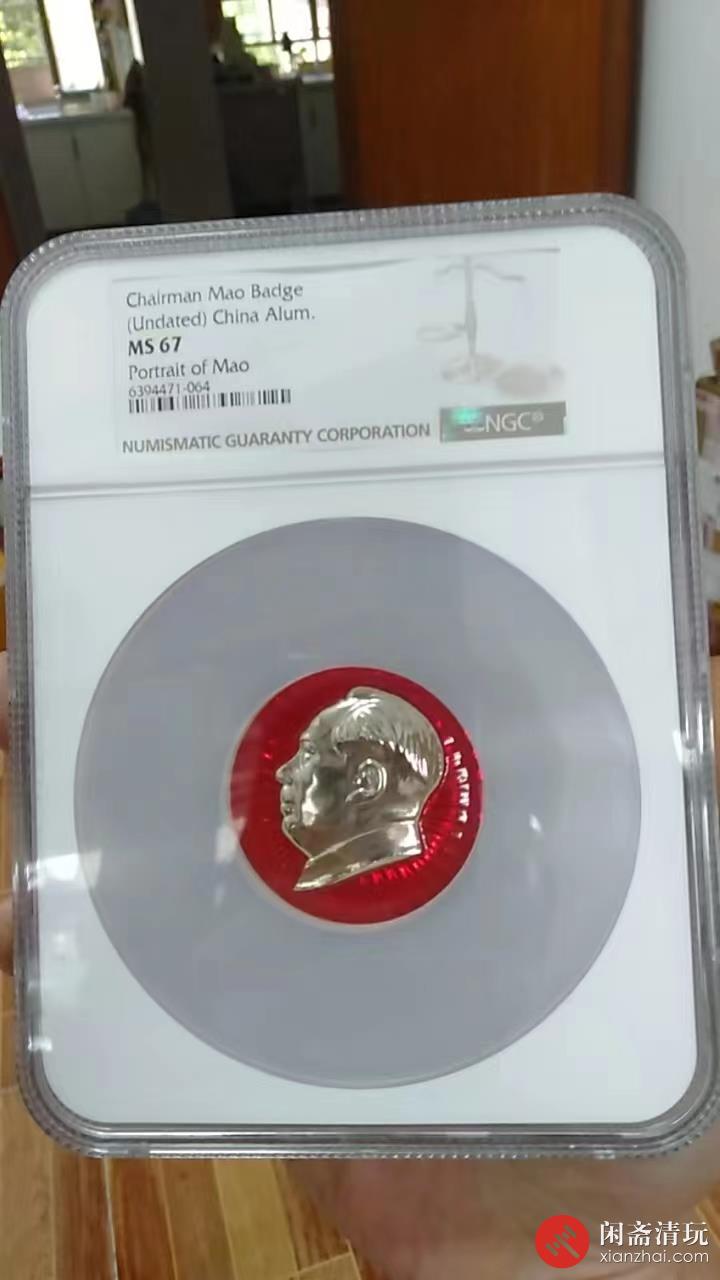 Chairman Mao Badge
(Undated) China Alum.
MS 67
Portrait of Mao
6394471-064
NUMISMATIC GUARANTY CORPORATION
NGC®
闲斋清玩
xianzhai.com